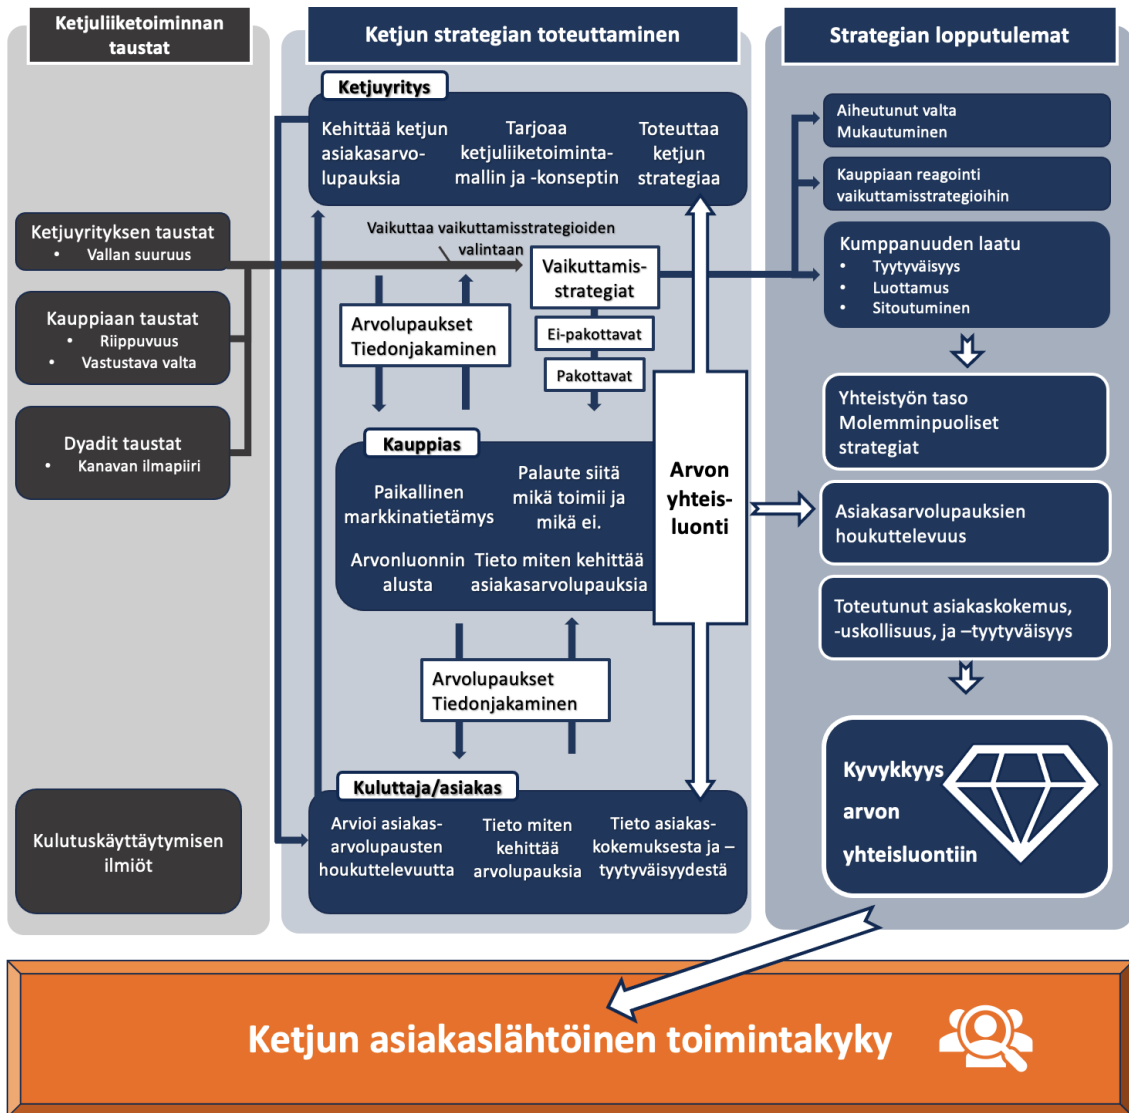 Ketjuliiketoiminnan
taustat
Ketjuyrityksen taustat
• Vallan suuruus
Kauppiaan taustat
• Riippuvuus
• Vastustava valta
Dyadit taustat
• Kanavan ilmapiiri
Kulutuskäyttäytymisen
ilmiöt
Ketjun strategian toteuttaminen
Ketjuyritys
Kehittää ketjun
asiakasarvo-
lupauksia
Tarjoaa
ketjuliiketoiminta-
mallin ja -konseptin
Toteuttaa
ketjun
strategiaa
Vaikuttaa vaikuttamisstrategioiden
valintaan
Vaikuttamis-
strategiat
Ei-pakottavat
Pakottavat
Arvolupaukset
Tiedonjakaminen
Kauppias
Paikallinen
markkinatietämys
Palaute siitä
mikä toimii ja
mikä ei.
Arvonluonnin
alusta
Tieto miten kehittää
asiakasarvolupauksia
Arvon
yhteis-
luonti
Arvolupaukset
Tiedonjakaminen
Kuluttaja/asiakas
Arvioi asiakas-
arvolupausten
houkuttelevuutta
Tieto miten
kehittää
arvolupauksia
Tieto asiakas-
kokemuksesta ja –
tyytyväisyydestä
Strategian lopputulemat
Aiheutunut valta
Mukautuminen
Kauppiaan reagointi
vaikuttamisstrategioihin
Kumppanuuden laatu
• Tyytyväisyys
• Luottamus
• Sitoutuminen
Yhteistyön taso
Molemminpuoliset
strategiat
Asiakasarvolupauksien
houkuttelevuus
Toteutunut asiakaskokemus,
-uskollisuus, ja –tyytyväisyys
Kyvykkyys
arvon
yhteisluontiin
Ketjun asiakaslähtöinen toimintakyky